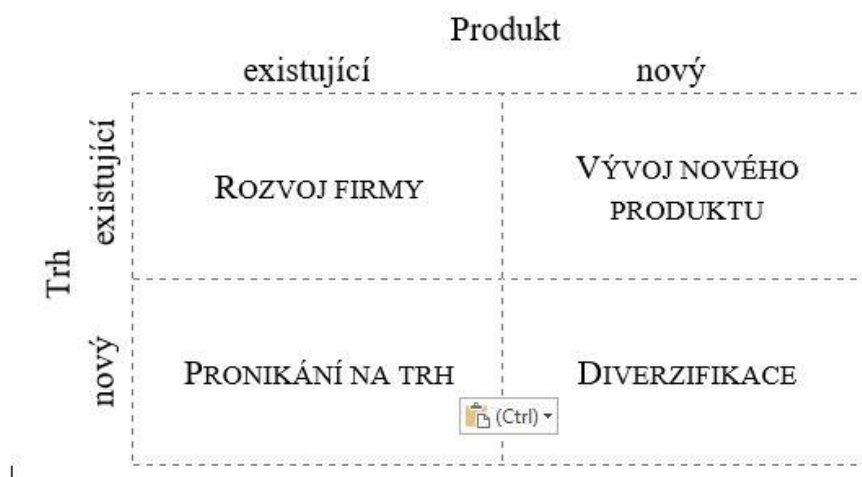 Produkt
existující nový
Trh
existující
ROZVOJ FIRMY
VÝVOJ NOVÉHO
PRODUKTU
nový
PRONIKÁNÍ NA TRH
DIVERZIFIKACE
(Ctrl)